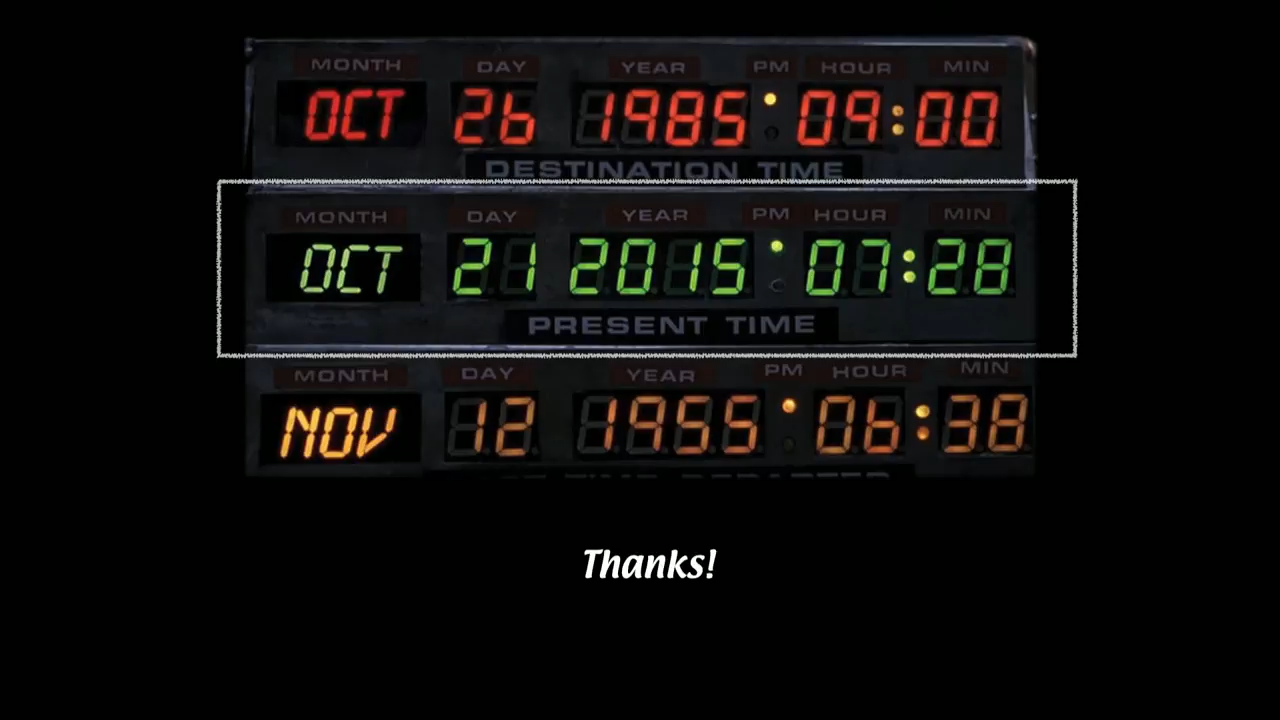 MONTH DAY YEAR PM HOUR MIN
OCT 26 1985 09:00
DESTINATION TIME
MONTH DAY YEAR PM HOUR MIN
OCT 21 2015 07:28
PRESENT TIME
MONTH DAY YEAR PM HOUR MIN
NOV 12 1955 06:38
Thanks!